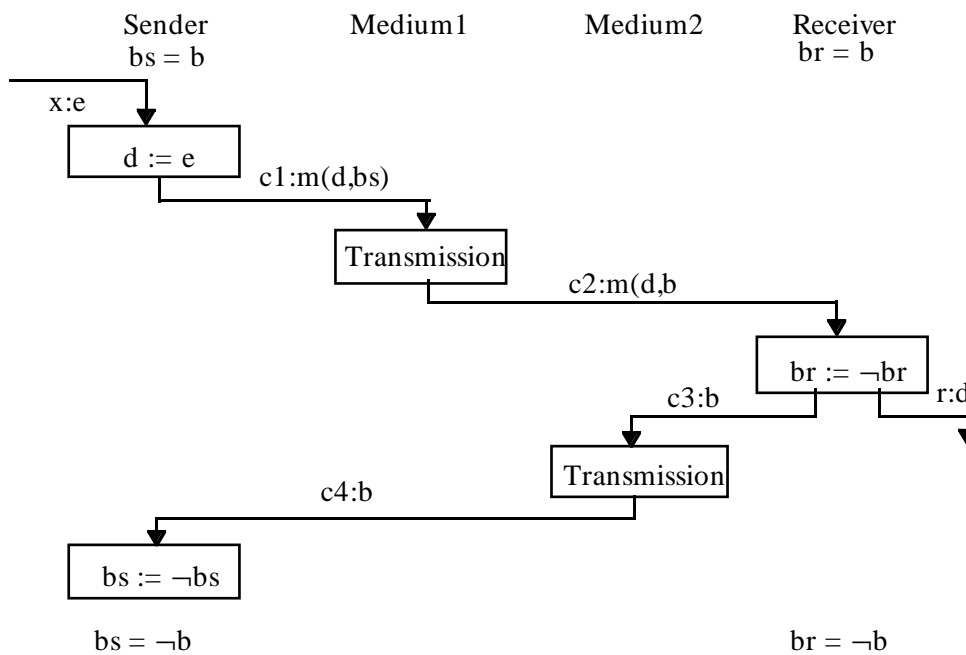 Sender Medium1 Medium2 Receiver
bs = b br = b
x:e
d := e
c1:m(d,bs)
Transmission
c2:m(d,b
br := ¬br
c3:b r:d
Transmission
c4:b
bs := ¬bs
bs = ¬b br = ¬b